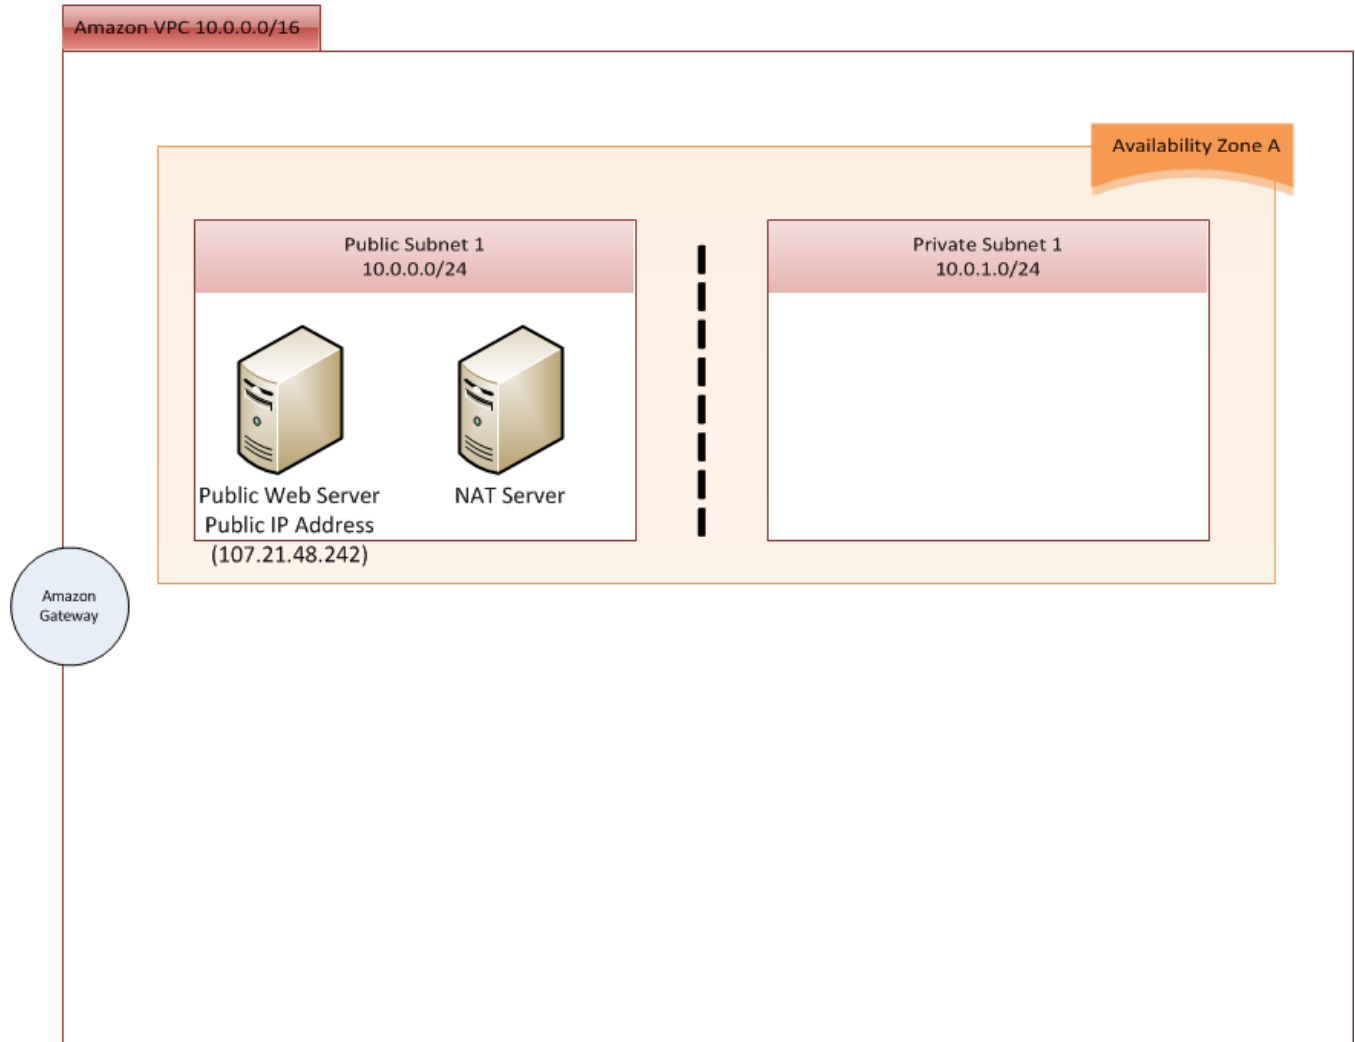 Amazon VPC 10.0.0.0/16
Availability Zone A
Public Subnet 1
10.0.0.0/24
Private Subnet 1
10.0.1.0/24
Public Web Server
Public IP Address
(107.21.48.242)
NAT Server
Amazon
Gateway